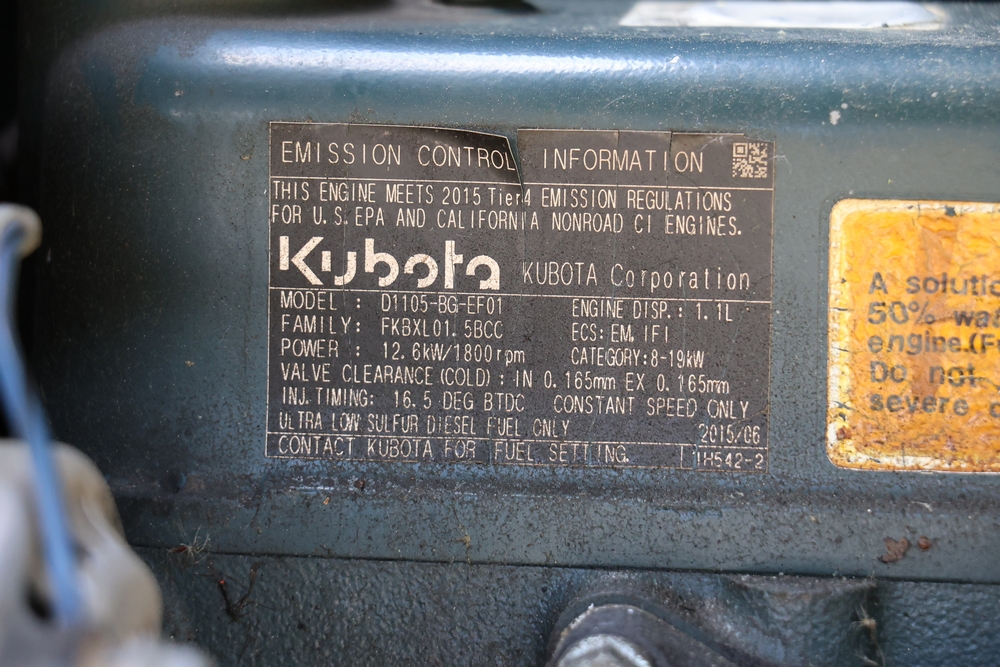 EMISSION CONTROL INFORMATION
THIS ENGINE MEETS 2015 Tier4 EMISSION REGULATIONS
FOR U.S. EPA AND CALIFORNIA NONROAD CI ENGINES.
Kubota KUBOTA Corporation
MODEL : D1105-BG-EF01 ENGINE DISP.: 1.1L
FAMILY: FKBXL01.5BCC ECS: EM, IFI
POWER : 12.6kW/1800rpm CATEGORY:8-19kW
VALVE CLEARANCE (COLD) : IN 0.165mm EX 0.165mm
INJ. TIMING: 16.5 DEG BTDC CONSTANT SPEED ONLY
ULTRA LOW SULFUR DIESEL FUEL ONLY 2015/06
CONTACT KUBOTA FOR FUEL SETTING. 1H542-2
A
50%
engine.(F
Do not
severe